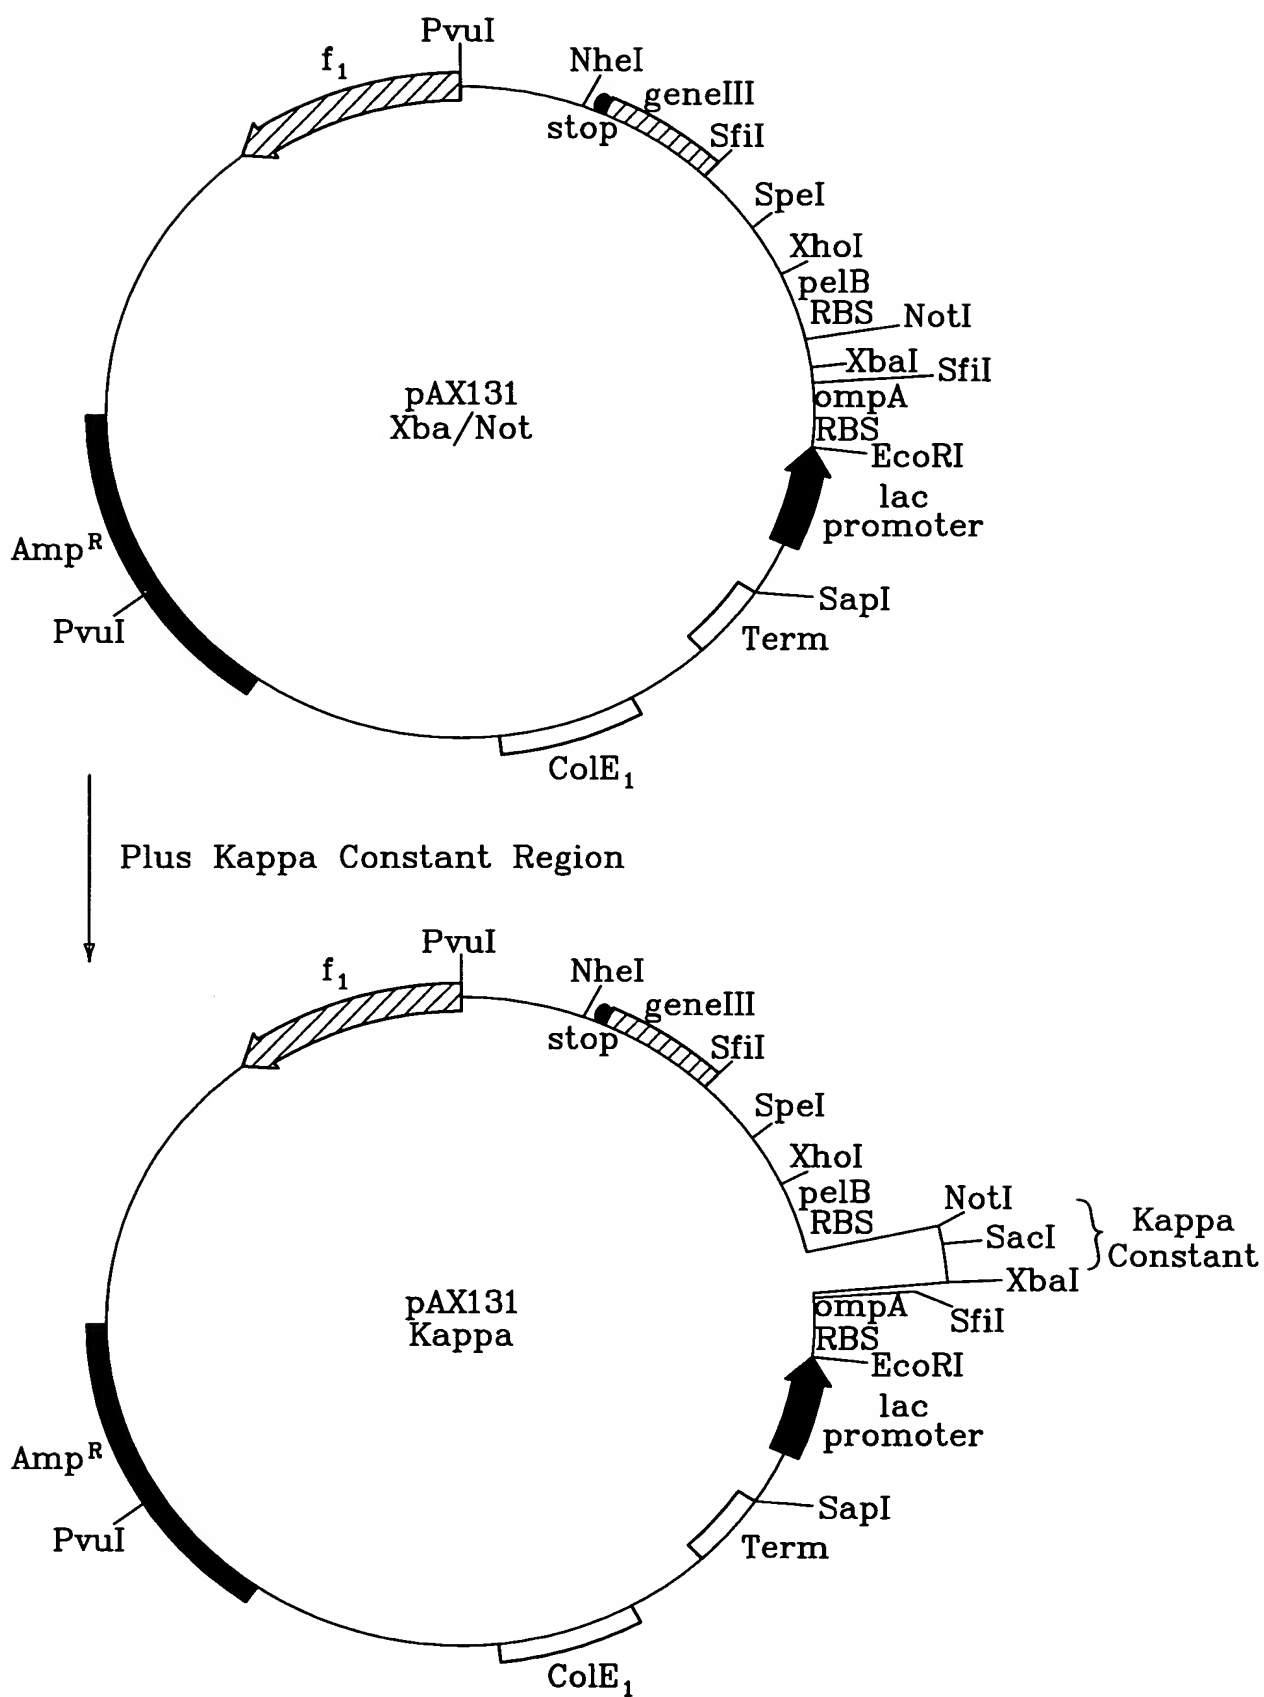 PvuI
f1
NheI
geneIII
stop
SfiI
SpeI
XhoI
pelB
RBS
NotI
XbaI
SfiI
ompA
RBS
EcoRI
lac
promoter
SapI
Term
ColE1
PvuI
AmpR
pAX131
Xba/Not
Plus Kappa Constant Region
PvuI
f1
NheI
geneIII
stop
SfiI
SpeI
XhoI
pelB
RBS
NotI
SacI
XbaI
Kappa
Constant
SfiI
ompA
RBS
EcoRI
lac
promoter
SapI
Term
ColE1
PvuI
AmpR
pAX131
Kappa